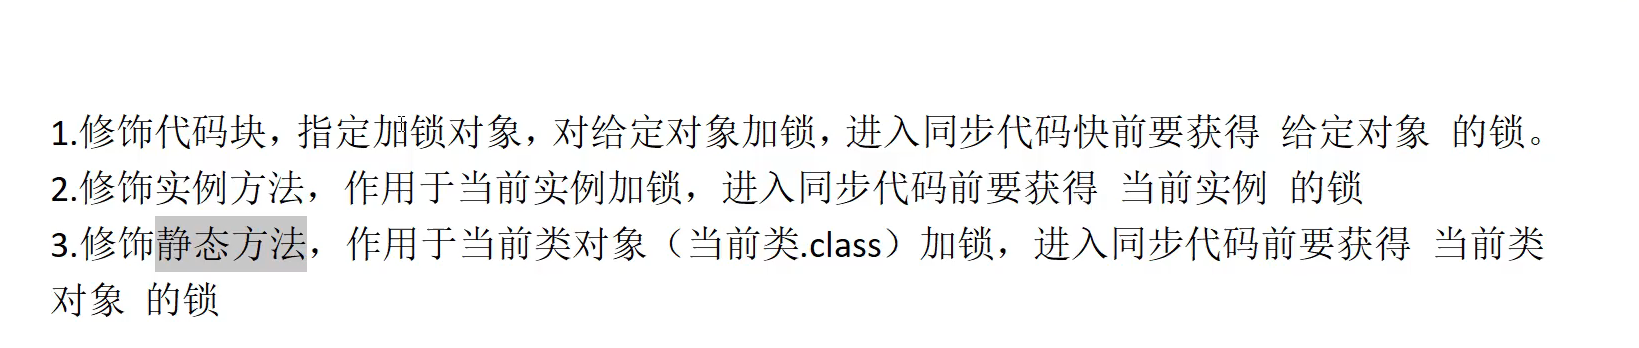 1.修饰代码块，指定加锁对象，对给定对象加锁，进入同步代码快前要获得 给定对象 的锁。
2.修饰实例方法，作用于当前实例加锁，进入同步代码前要获得 当前实例 的锁
3.修饰静态方法，作用于当前类对象（当前类.class）加锁，进入同步代码前要获得 当前类
对象 的锁